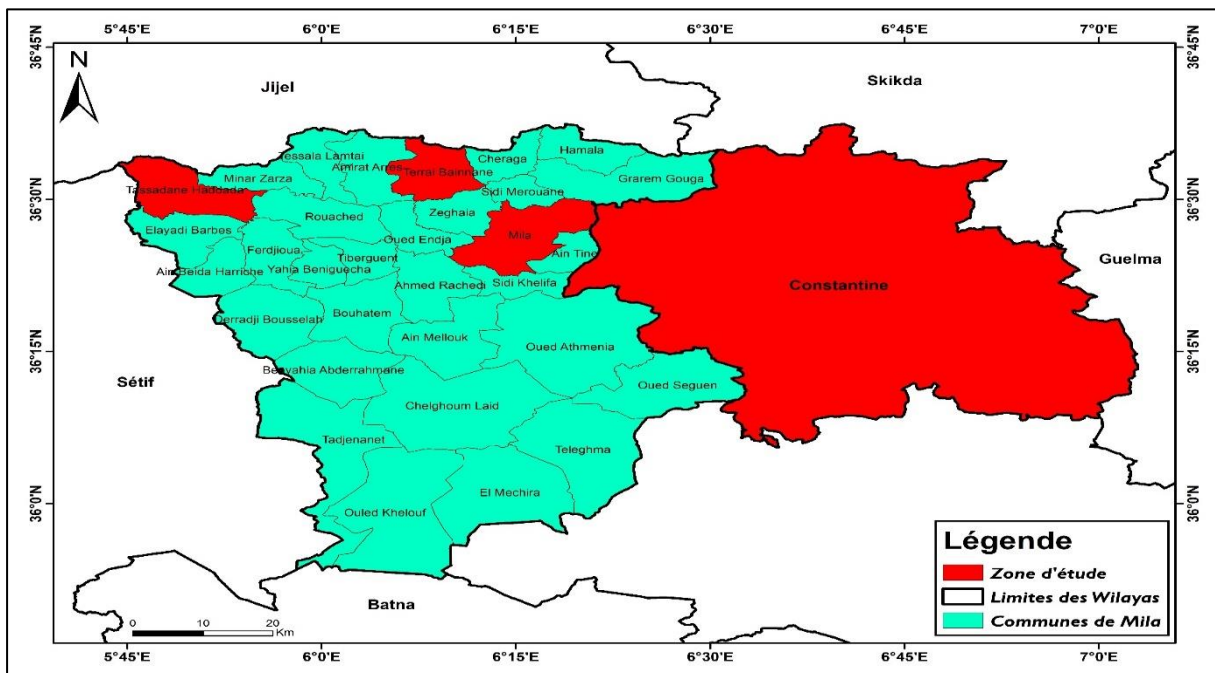 5°45'E 6°0'E 6°15'E 6°30'E 6°45'E 7°0'E
36°45'N 36°45'N
N
Jijel
Skikda
Tessala Lamtai
Amirat Arres
Terrai Bainnane
Cheraga
Hamala
Minar Zarza
Grarem Gouga
Tassadane Haddada
Sidi Merouane
36°30'N 36°30'N
Rouached
Zeghaia
Elayadi Barbes
Mila
Oued Endja
Ferdjioua
Ain Tine
Tiberguent
Guelma
Ain Beida Harriche
Yahia Beniguecha
Sidi Khelifa
Ahmed Rachedi
Constantine
Derradji Bousselah
Bouhatem
Ain Mellouk
Oued Athmenia
36°15'N 36°15'N
Sétif
Benyahia Abderrahmane
Oued Seguen
Chelghoum Laid
Tadjenanet
Teleghma
El Mechira
36°0'N 36°0'N
Ouled Khelouf
Légende
Zone d'étude
Limites des Wilayas
Communes de Mila
Batna
0 10 20
Km
5°45'E 6°0'E 6°15'E 6°30'E 6°45'E 7°0'E